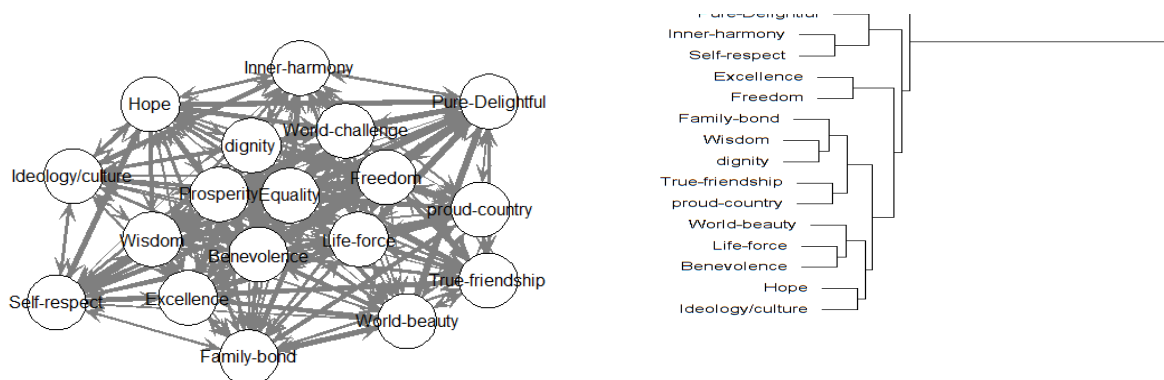 Inner-harmony
Hope
Pure-Delightful
World-challenge
dignity
Ideology/culture
Freedom
Prosperity
Equality
proud-country
Wisdom
Life-force
Benevolence
True-friendship
Self-respect
Excellence
World-beauty
Family-bond
Pure-Delightful
Inner-harmony
Self-respect
Excellence
Freedom
Family-bond
Wisdom
dignity
True-friendship
proud-country
World-beauty
Life-force
Benevolence
Hope
Ideology/culture